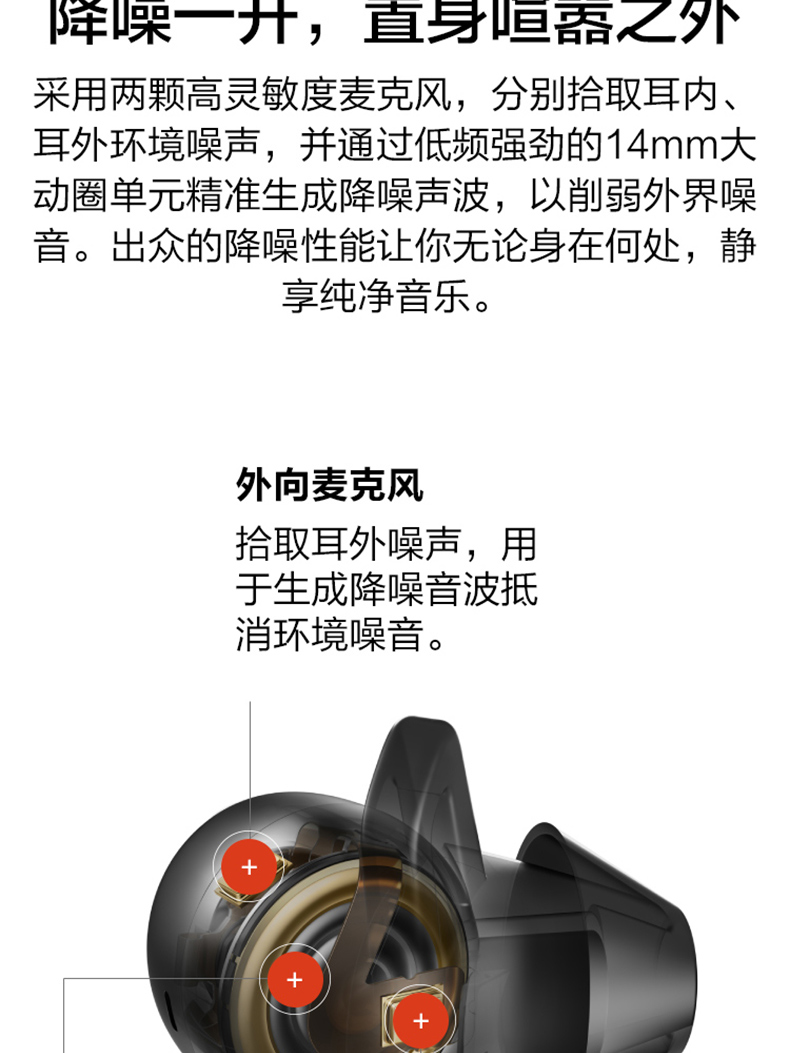 降噪一开，置身喧嚣之外
采用两颗高灵敏度麦克风，分别拾取耳内、
耳外环境噪声，并通过低频强劲的14mm大
动圈单元精准生成降噪声波，以削弱外界噪
音。出众的降噪性能让你无论身在何处，静
享纯净音乐。
外向麦克风
拾取耳外噪声，用
于生成降噪音波抵
消环境噪音。